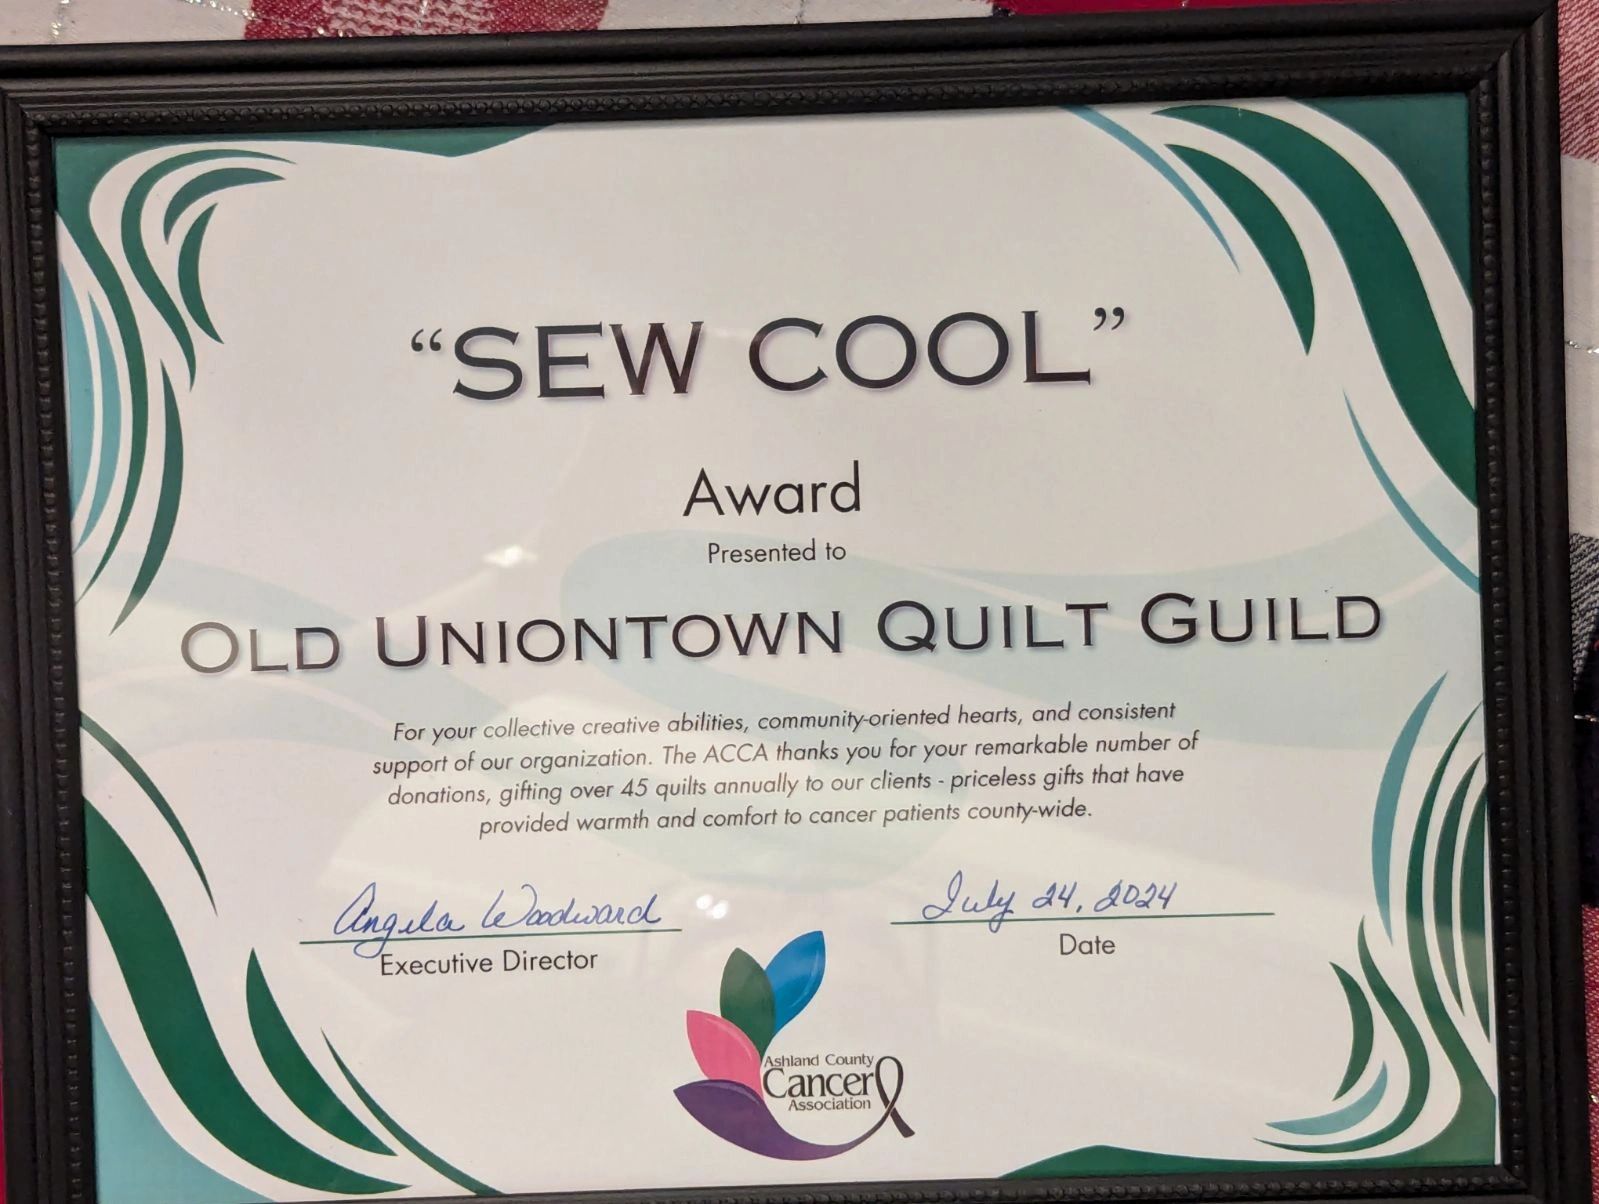 “SEW COOL”
Award
Presented to
OLD UNIONTOWN QUILT GUILD
For your collective creative abilities, community-oriented hearts, and consistent
support of our organization. The ACCA thanks you for your remarkable number of
donations, gifting over 45 quilts annually to our clients - priceless gifts that have
provided warmth and comfort to cancer patients county-wide.
Angela Woodward
Executive Director
July 24, 2024
Date
Ashland County
Cancer
Association